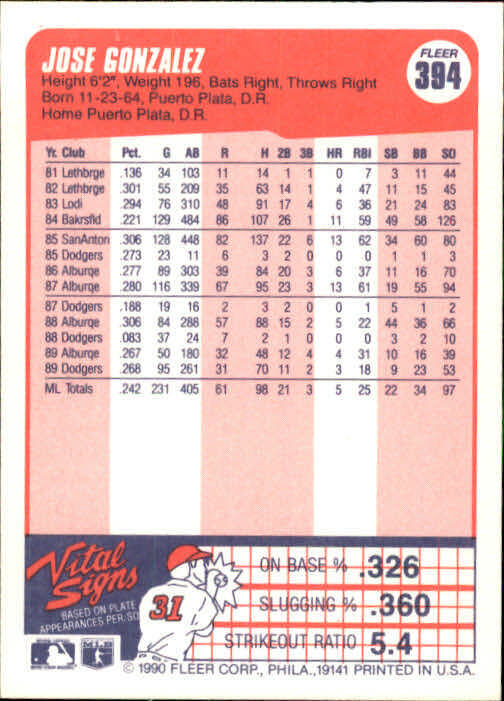 JOSE GONZALEZ
FLEER
394
Height 6'2", Weight 196, Bats Right, Throws Right
Born 11-23-64, Puerto Plata, D.R.
Home Puerto Plata, D.R.
Yr. Club Pct. G AB R H 2B 3B HR RBI SB BB SO
81 Lethbrge .136 34 103 11 14 1 1 0 7 3 11 44
82 Lethbrge .301 55 209 35 63 14 1 4 47 11 15 45
83 Lodi .294 76 310 48 91 17 4 6 36 21 24 83
84 Bakrsfld .221 129 484 86 107 26 1 11 59 49 58 126
85 SanAnton .306 128 448 82 137 22 6 13 62 34 60 80
85 Dodgers .273 23 11 6 3 2 0 0 0 1 1 3
86 Alburqe .277 89 303 39 84 20 3 6 37 11 16 70
87 Alburqe .280 116 339 67 95 23 3 13 61 19 55 94
87 Dodgers .188 19 16 2 3 2 0 0 1 5 1 2
88 Alburqe .306 84 288 57 88 15 2 5 22 44 36 66
88 Dodgers .083 37 24 7 2 1 0 0 0 3 2 10
89 Alburqe .267 50 180 32 48 12 4 4 31 10 16 39
89 Dodgers .268 95 261 31 70 11 2 3 18 9 23 53
ML Totals .242 231 405 61 98 21 3 5 25 22 34 97
Vital Signs
BASED ON PLATE
APPEARANCES PER/SO
31
ON BASE % .326
SLUGGING % .360
STRIKEOUT RATIO 5.4
MLB
© 1990 FLEER CORP., PHILA., 19141 PRINTED IN U.S.A.